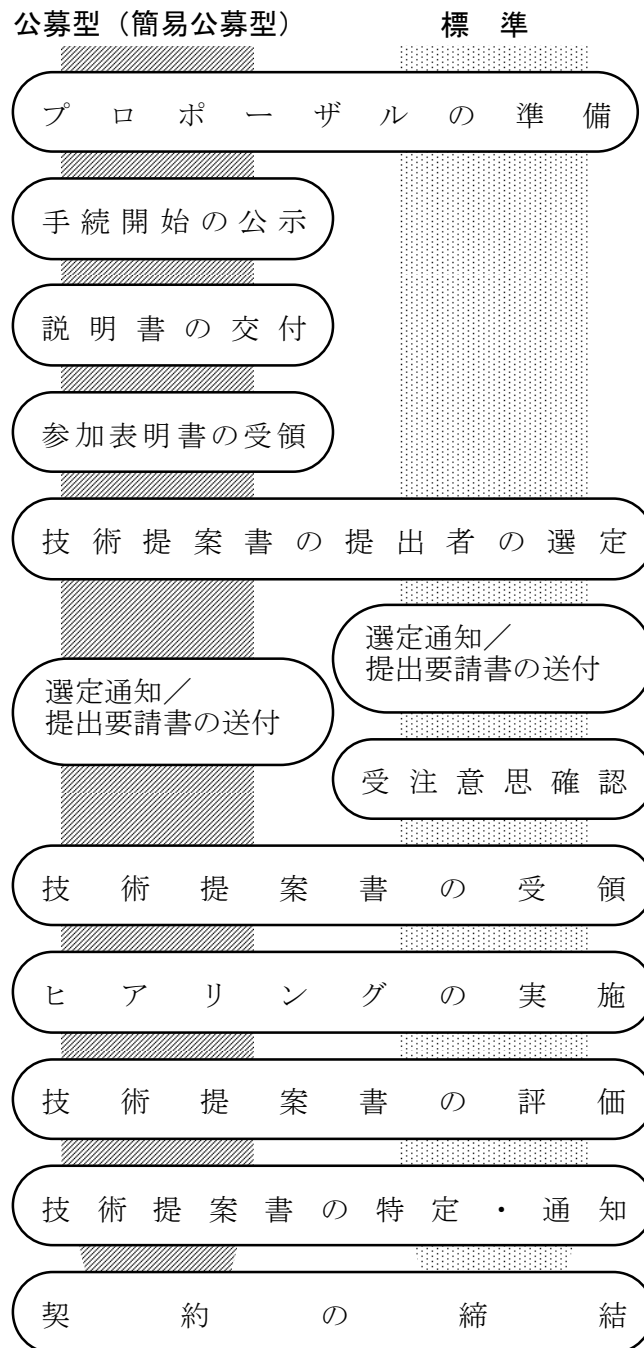 公募型（簡易公募型）
標準
プロポーザルの準備
手続開始の公示
説明書の交付
参加表明書の受領
技術提案書の提出者の選定
選定通知／
提出要請書の送付
選定通知／
提出要請書の送付
受注意思確認
技術提案書の受領
ヒアリングの実施
技術提案書の評価
技術提案書の特定・通知
契約の締結